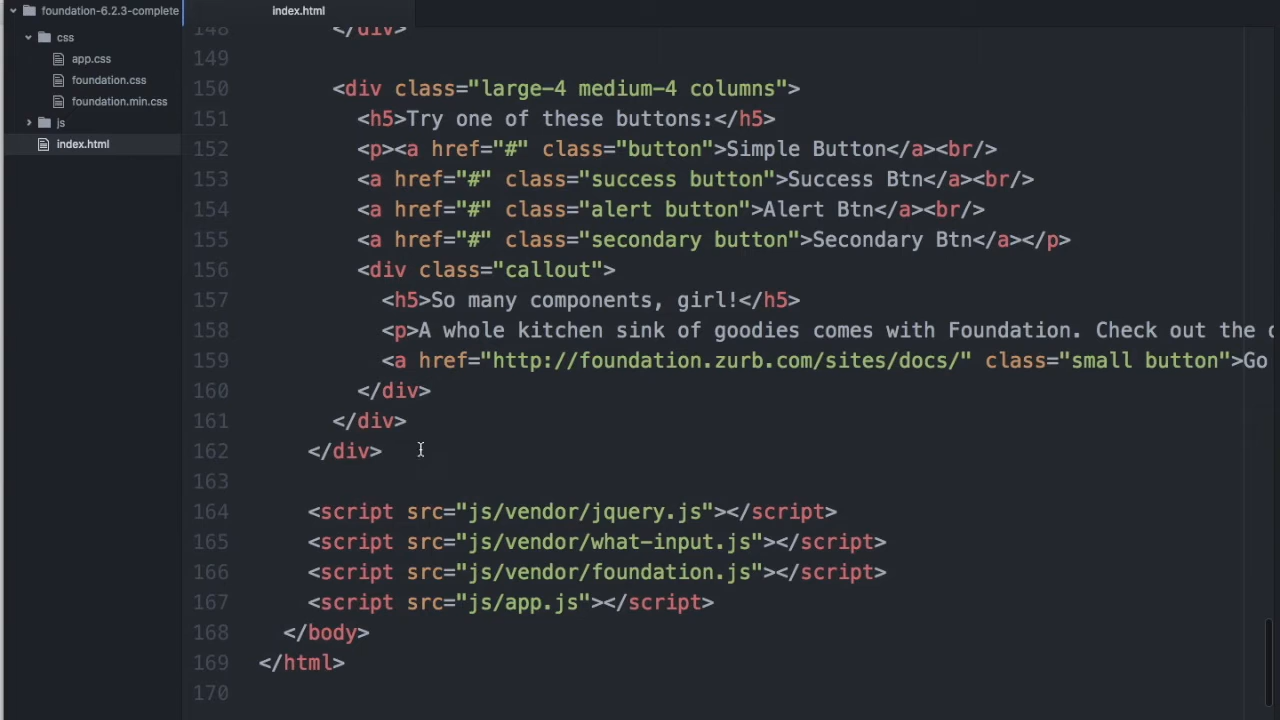 foundation-6.2.3-complete
css
app.css
foundation.css
foundation.min.css
js
index.html
index.html
148 </div>
149
150 <div class="large-4 medium-4 columns">
151 <h5>Try one of these buttons:</h5>
152 <p><a href="#" class="button">Simple Button</a><br/>
153 <a href="#" class="success button">Success Btn</a><br/>
154 <a href="#" class="alert button">Alert Btn</a><br/>
155 <a href="#" class="secondary button">Secondary Btn</a></p>
156 <div class="callout">
157 <h5>So many components, girl!</h5>
158 <p>A whole kitchen sink of goodies comes with Foundation. Check out the
159 <a href="http://foundation.zurb.com/sites/docs/" class="small button">Go
160 </div>
161 </div>
162 </div>
163
164 <script src="js/vendor/jquery.js"></script>
165 <script src="js/vendor/what-input.js"></script>
166 <script src="js/vendor/foundation.js"></script>
167 <script src="js/app.js"></script>
168 </body>
169 </html>
170